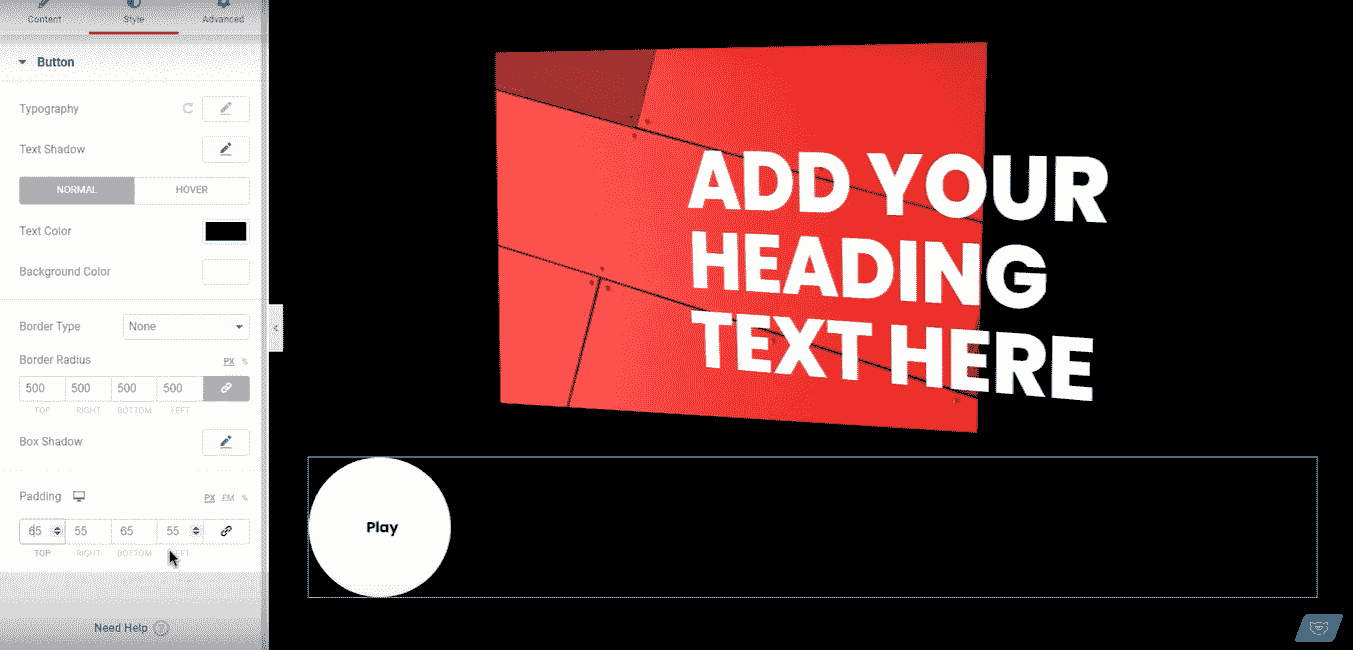 Content Style Advanced
Button
Typography
Text Shadow
NORMAL HOVER
Text Color
Background Color
Border Type None
Border Radius PX %
500 500 500 500
TOP RIGHT BOTTOM LEFT
Box Shadow
Padding PX EM %
65 55 65 55
TOP RIGHT BOTTOM LEFT
Need Help ?
ADD YOUR
HEADING
TEXT HERE
Play